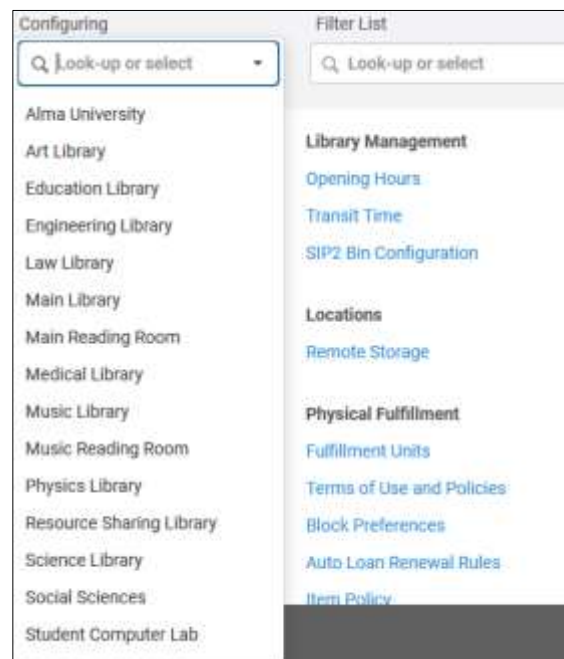 Configuring
Look-up or select
Alma University
Art Library
Education Library
Engineering Library
Law Library
Main Library
Main Reading Room
Medical Library
Music Library
Music Reading Room
Physics Library
Resource Sharing Library
Science Library
Social Sciences
Student Computer Lab
Filter List
Look-up or select
Library Management
Opening Hours
Transit Time
SIP2 Bin Configuration
Locations
Remote Storage
Physical Fulfillment
Fulfillment Units
Terms of Use and Policies
Block Preferences
Auto Loan Renewal Rules
Item Policy